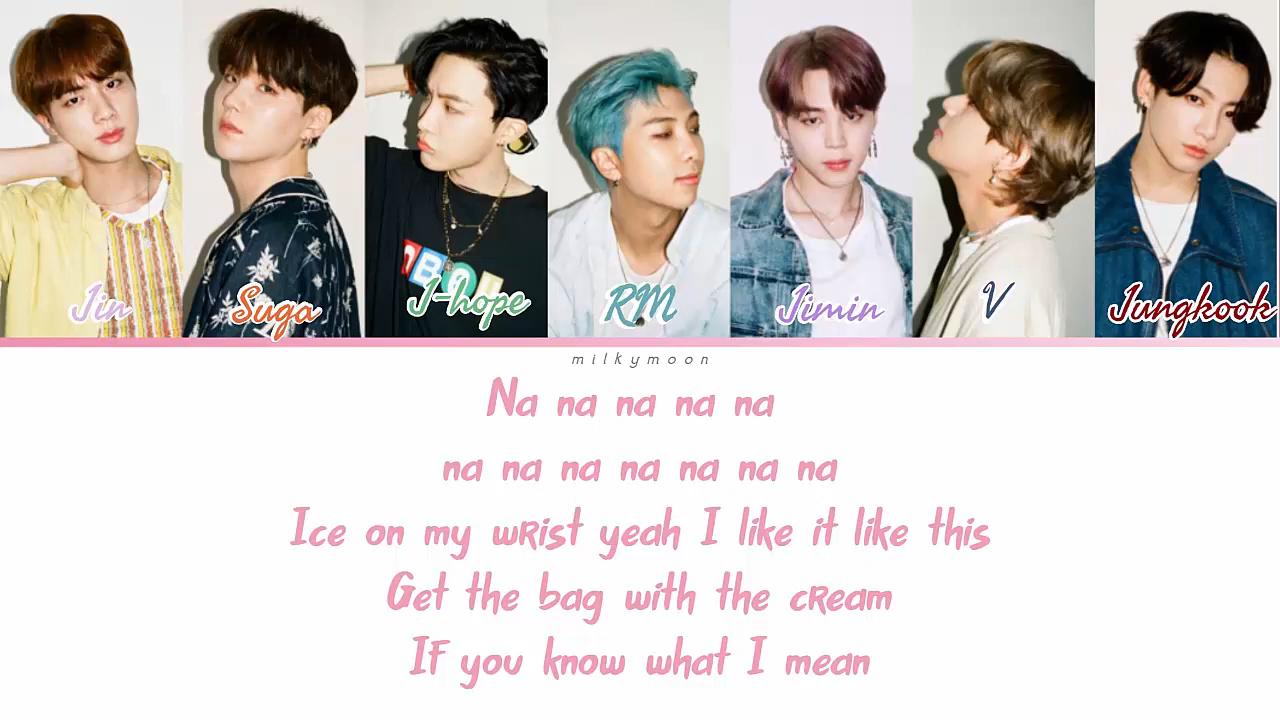 Jin Suga J-hope RM Jimin V Jungkook
milkymoon
Na na na na na
na na na na na na na
Ice on my wrist yeah I like it like this
Get the bag with the cream
If you know what I mean